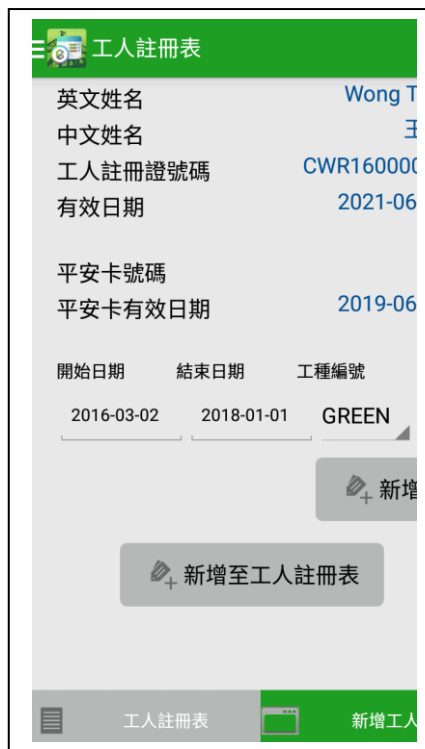 工人註冊表
英文姓名 Wong T
中文姓名 王
工人註冊證號碼 CWR160000
有效日期 2021-06
平安卡號碼
平安卡有效日期 2019-06
開始日期 結束日期 工種編號
2016-03-02 2018-01-01 GREEN
新增
新增至工人註冊表
工人註冊表 新增工人